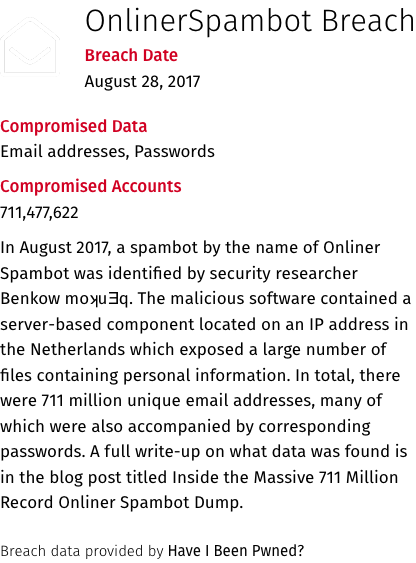 OnlinerSpambot Breach
Breach Date
August 28, 2017
Compromised Data
Email addresses, Passwords
Compromised Accounts
711,477,622
In August 2017, a spambot by the name of Onliner
Spambot was identified by security researcher
Benkow moʞuƎq. The malicious software contained a
server-based component located on an IP address in
the Netherlands which exposed a large number of
files containing personal information. In total, there
were 711 million unique email addresses, many of
which were also accompanied by corresponding
passwords. A full write-up on what data was found is
in the blog post titled Inside the Massive 711 Million
Record Onliner Spambot Dump.
Breach data provided by Have I Been Pwned?